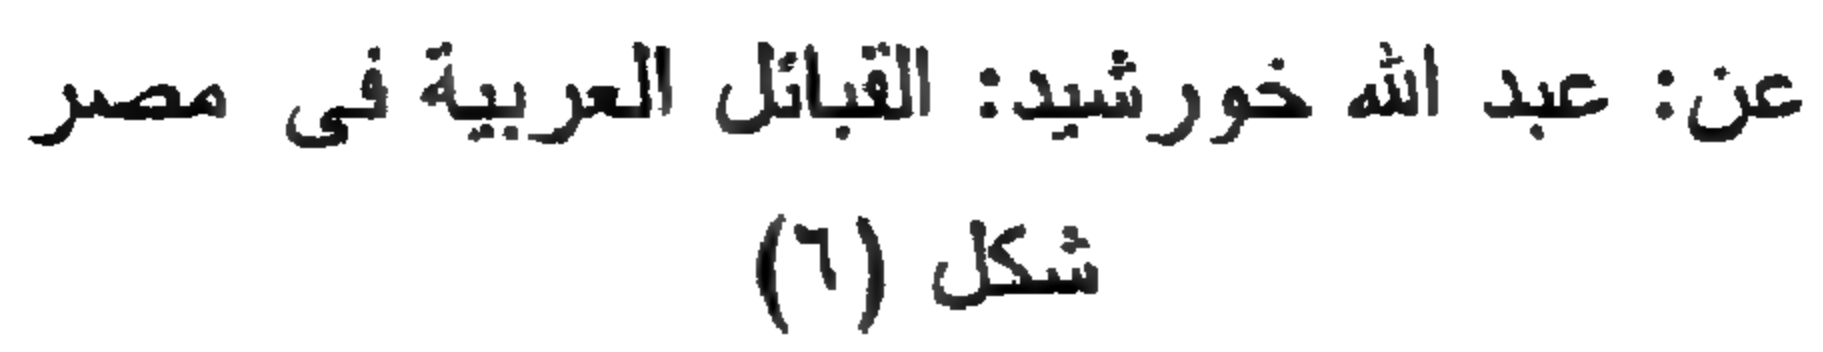 عن: عبد الله خورشيد: القبائل العربية فى مصر
شكل (٦)